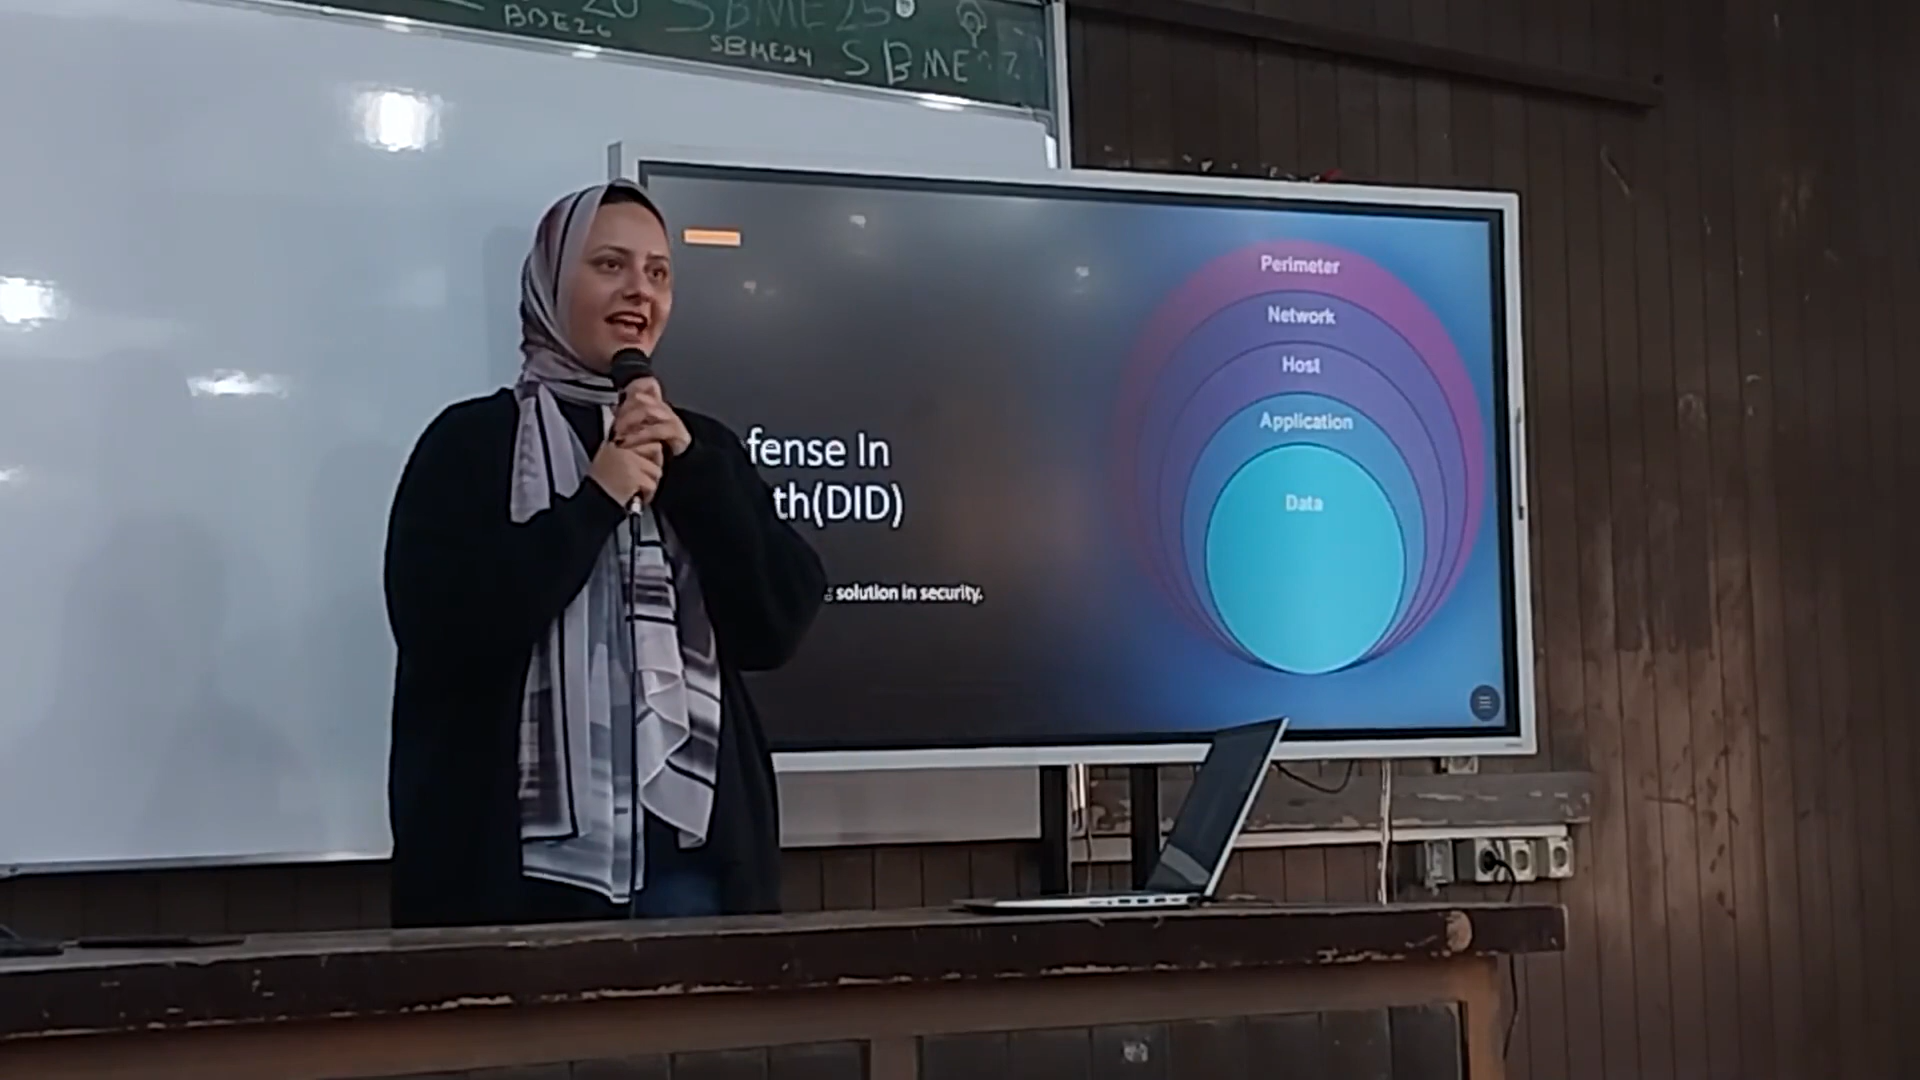 BDE26
SBME25
SBME24
SBME
fense In
th(DID)
solution in security.
Perimeter
Network
Host
Application
Data